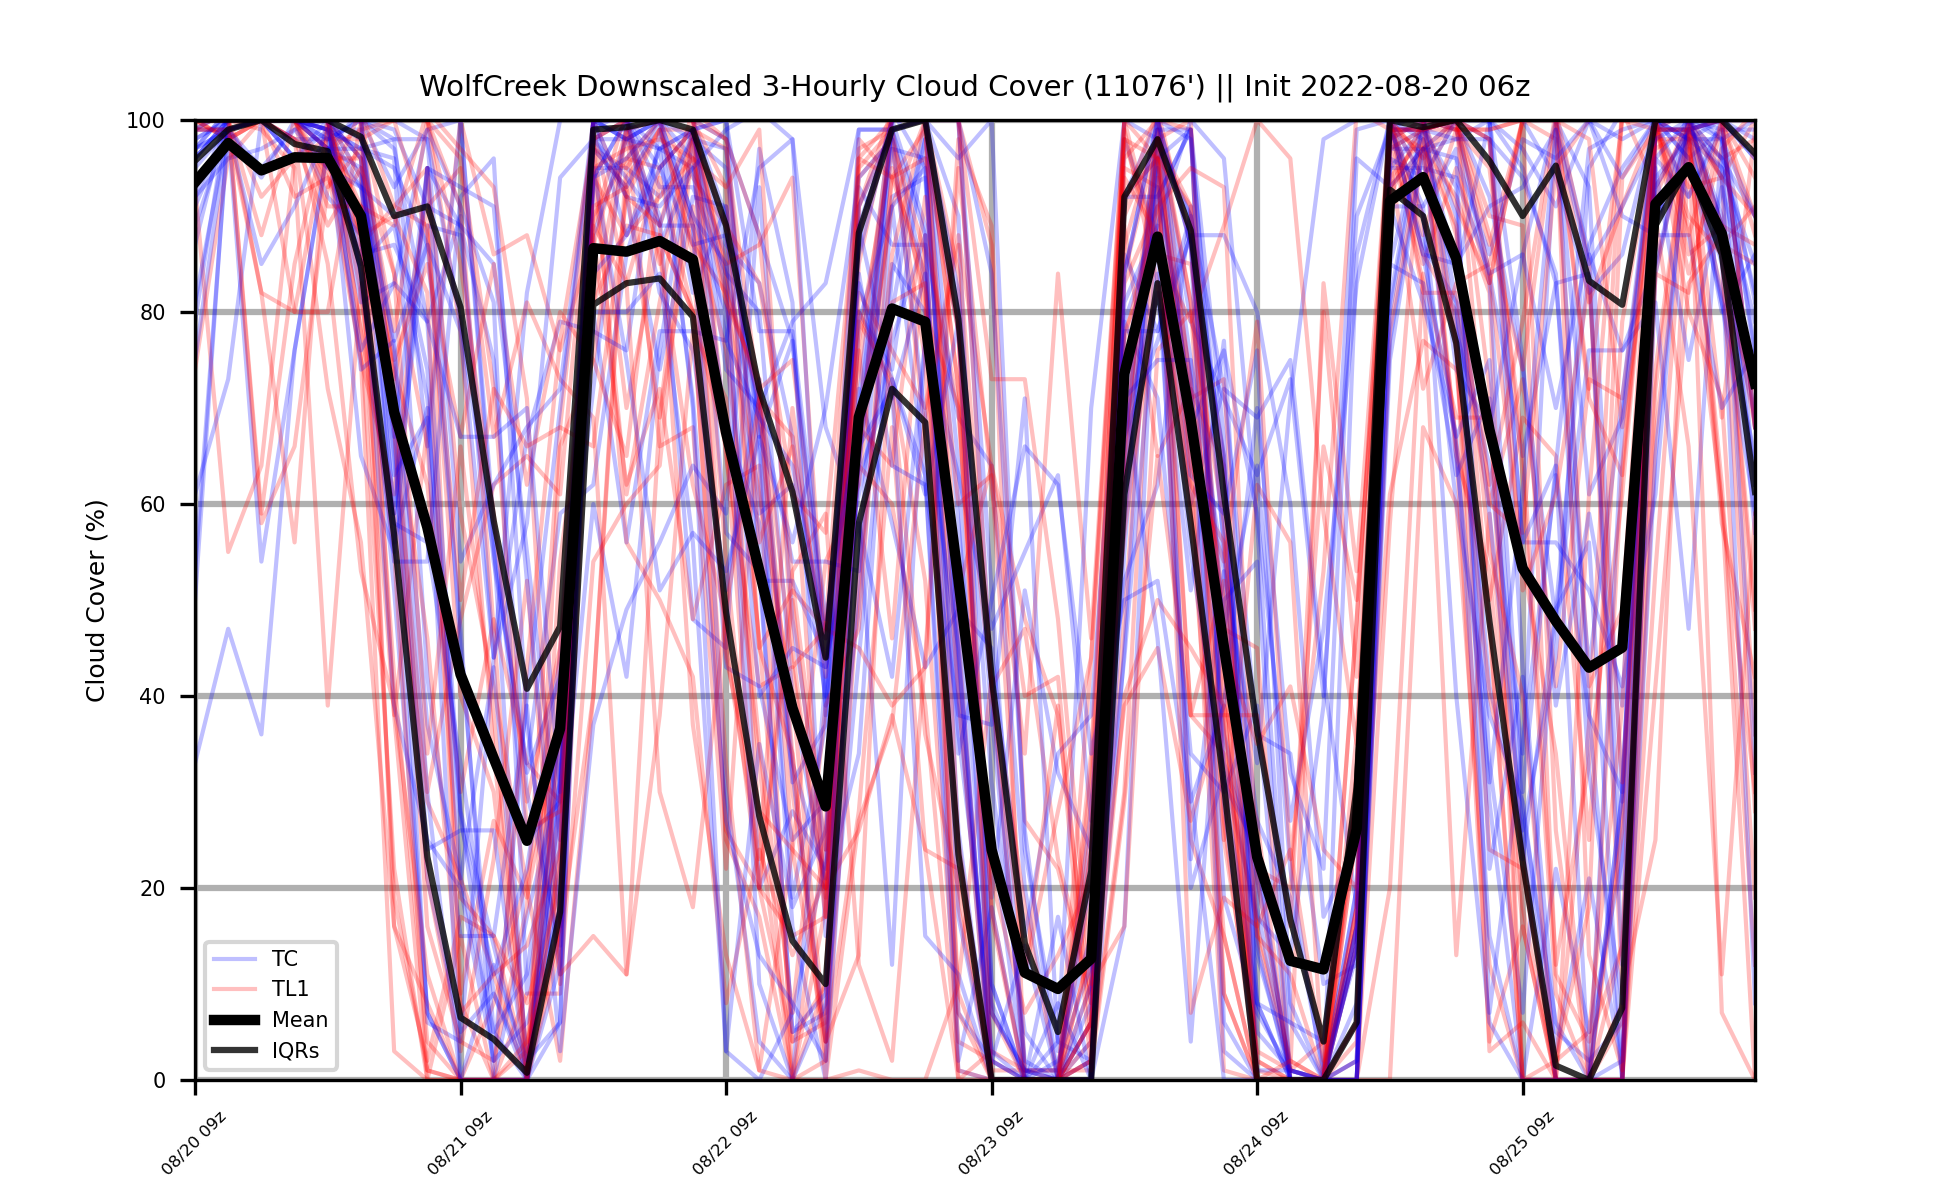 WolfCreek Downscaled 3-Hourly Cloud Cover (11076') || Init 2022-08-20 06z
Cloud Cover (%)
100
80
60
40
20
0
TC
TL1
Mean
IQRs
08/20 09z
08/21 09z
08/22 09z
08/23 09z
08/24 09z
08/25 09z